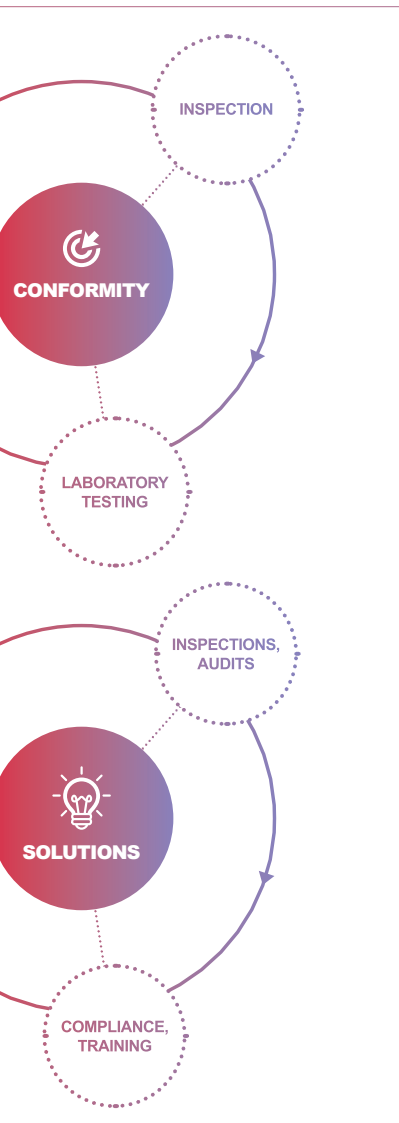 INSPECTION
CONFORMITY
LABORATORY
TESTING
INSPECTIONS,
AUDITS
SOLUTIONS
COMPLIANCE,
TRAINING